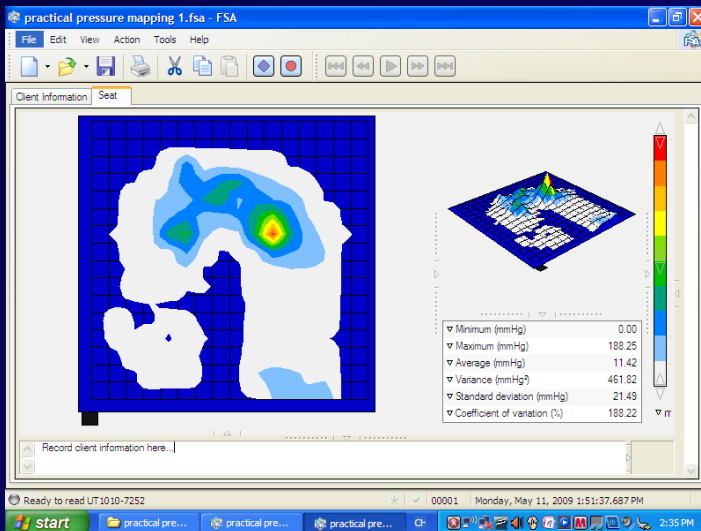 practical pressure mapping 1.fsa - FSA
File Edit View Action Tools Help
FSA
Client Information Seat
Minimum (mmHg) 0.00
Maximum (mmHg) 188.25
Average (mmHg) 11.42
Variance (mmHg²) 461.82
Standard deviation (mmHg) 21.49
Coefficient of variation (%) 188.22
Record client information here...
Ready to read UT1010-7252 00001 Monday, May 11, 2009 1:51:37.687 PM
start practical pre... practical pre... practical pre... CH 2:35 PM